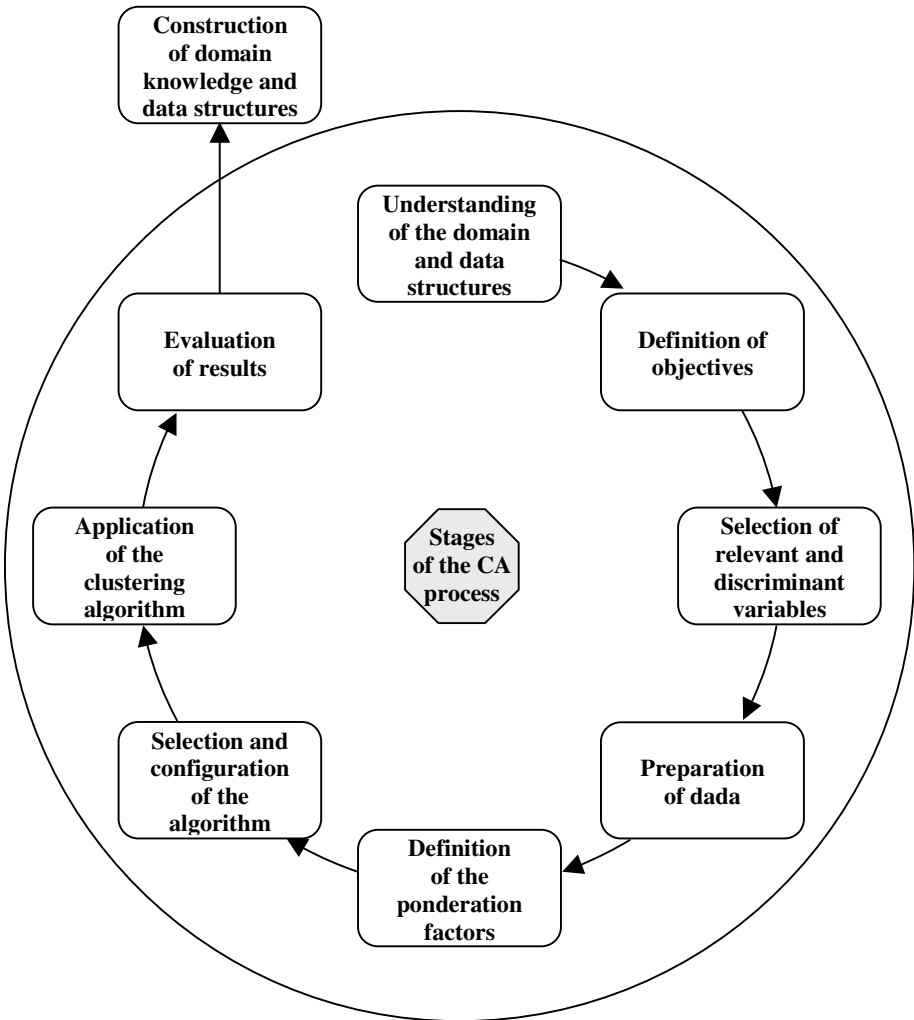 Construction
of domain
knowledge and
data structures
Understanding
of the domain
and data
structures
Definition of
objectives
Selection of
relevant and
discriminant
variables
Preparation
of dada
Definition
of the
ponderation
factors
Selection and
configuration
of the
algorithm
Application
of the
clustering
algorithm
Evaluation
of results
Stages
of the CA
process